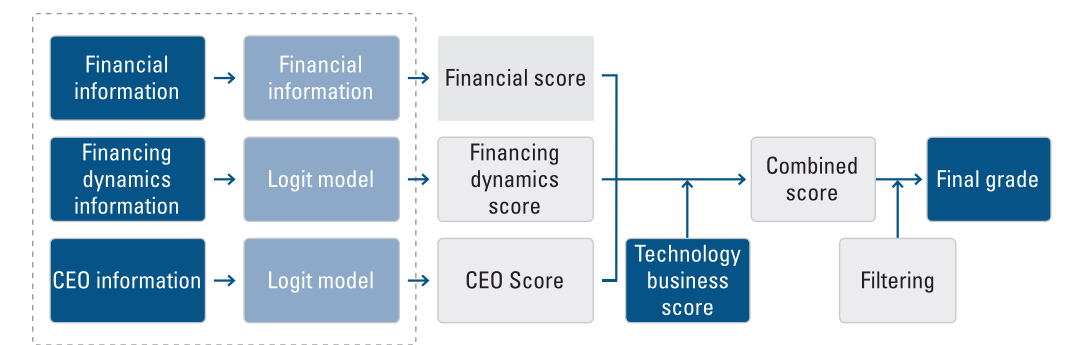 Financial
information
Financial
information
Financial score
Financing
dynamics
information
Logit model
Financing
dynamics
score
Combined
score
Final grade
CEO information
Logit model
CEO Score
Technology
business
score
Filtering